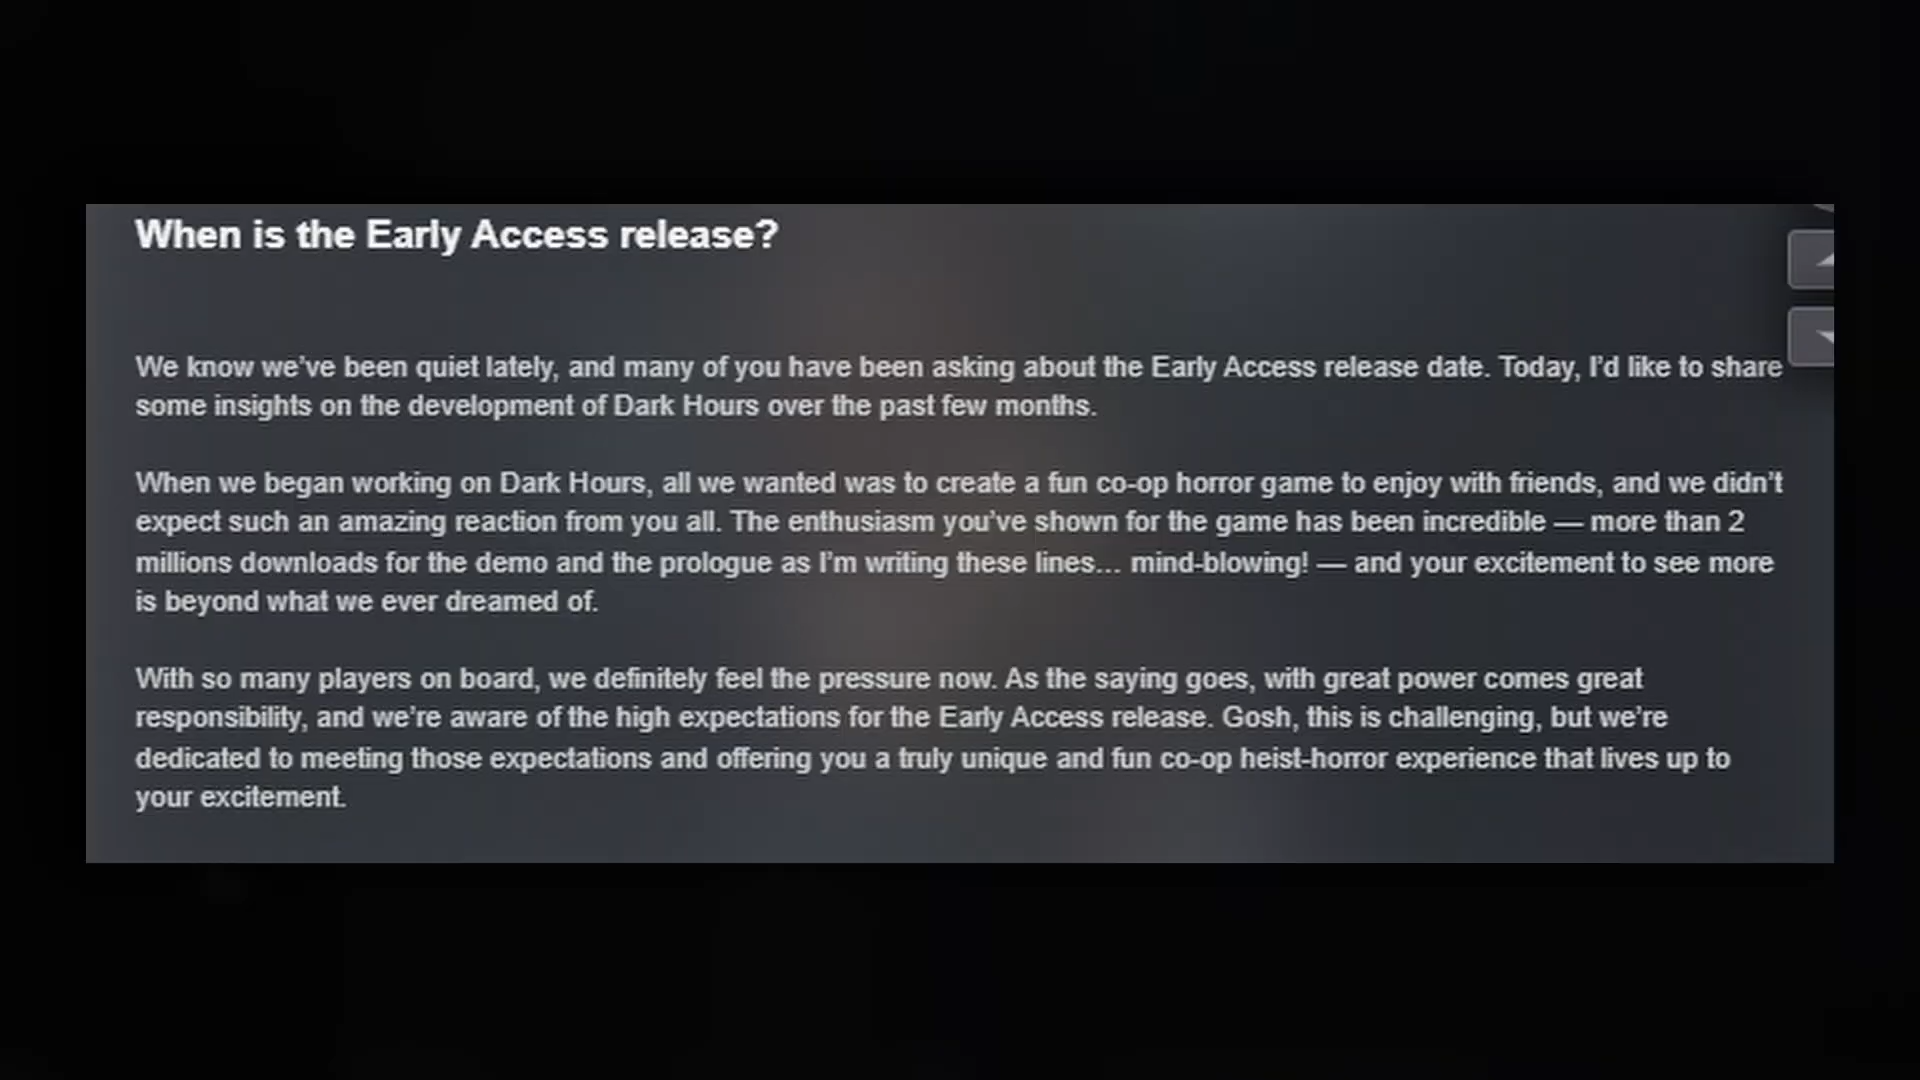 When is the Early Access release?
We know we’ve been quiet lately, and many of you have been asking about the Early Access release date. Today, I’d like to share
some insights on the development of Dark Hours over the past few months.
When we began working on Dark Hours, all we wanted was to create a fun co-op horror game to enjoy with friends, and we didn’t
expect such an amazing reaction from you all. The enthusiasm you’ve shown for the game has been incredible — more than 2
millions downloads for the demo and the prologue as I’m writing these lines... mind-blowing! — and your excitement to see more
is beyond what we ever dreamed of.
With so many players on board, we definitely feel the pressure now. As the saying goes, with great power comes great
responsibility, and we’re aware of the high expectations for the Early Access release. Gosh, this is challenging, but we’re
dedicated to meeting those expectations and offering you a truly unique and fun co-op heist-horror experience that lives up to
your excitement.